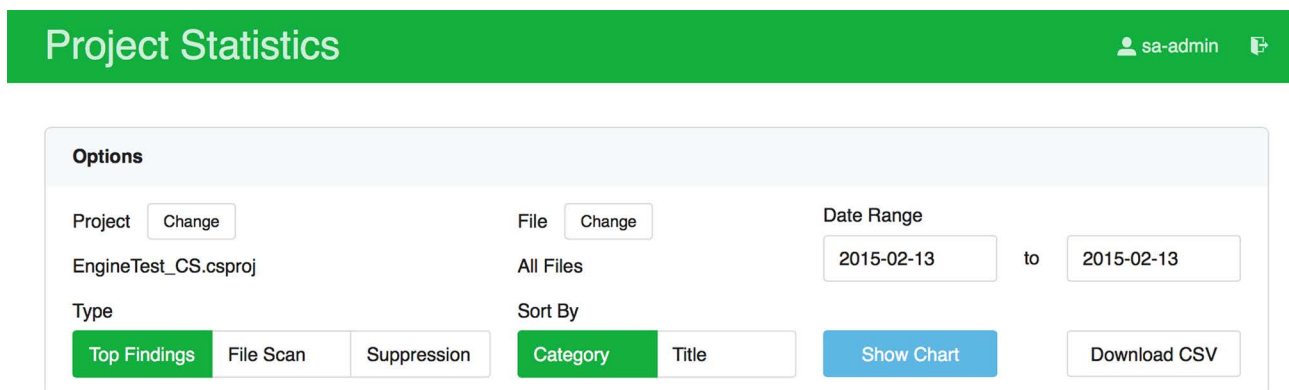 Project Statistics
sa-admin
Options
Project Change
File Change
Date Range
EngineTest_CS.csproj
All Files
2015-02-13 to 2015-02-13
Type
Sort By
Top Findings File Scan Suppression
Category Title
Show Chart
Download CSV